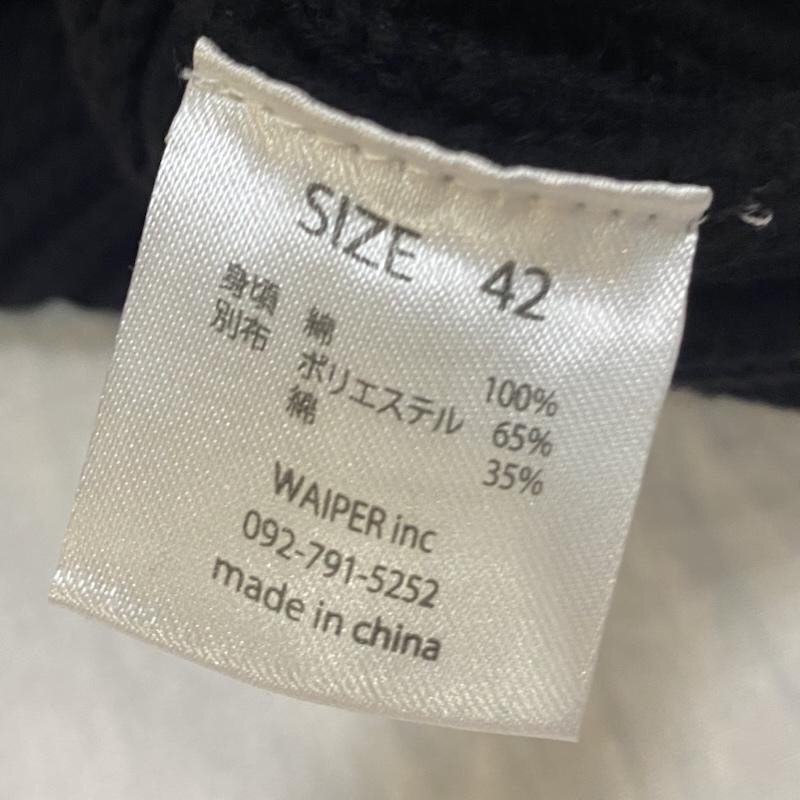 SIZE 42
身頃 綿 100%
別布 ポリエステル 65%
綿 35%
WAIPER inc
092-791-5252
made in china